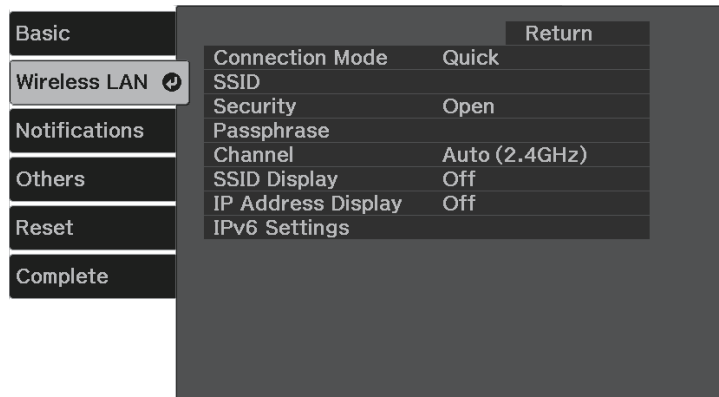 Basic
Wireless LAN
Notifications
Others
Reset
Complete
Return
Connection Mode Quick
SSID
Security Open
Passphrase
Channel Auto (2.4GHz)
SSID Display Off
IP Address Display Off
IPv6 Settings